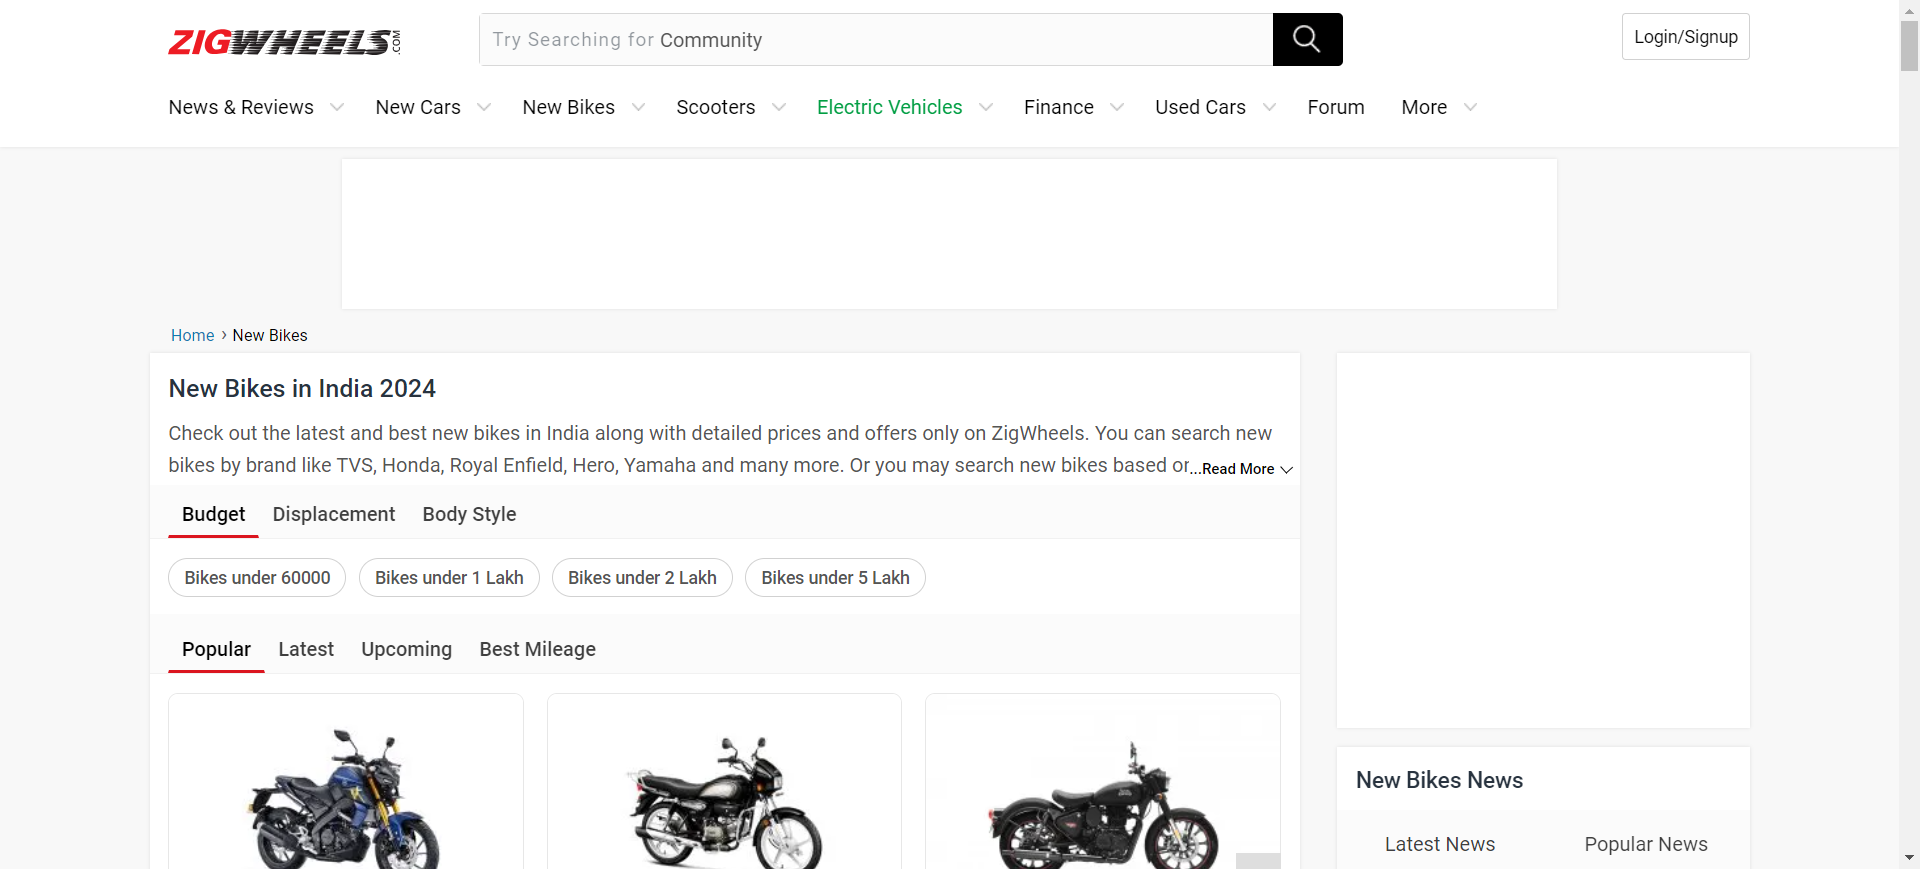 ZIGWHEELS.COM
Try Searching for Community
Login/Signup
News & Reviews New Cars New Bikes Scooters Electric Vehicles Finance Used Cars Forum More
Home › New Bikes
New Bikes in India 2024
Check out the latest and best new bikes in India along with detailed prices and offers only on ZigWheels. You can search new
bikes by brand like TVS, Honda, Royal Enfield, Hero, Yamaha and many more. Or you may search new bikes based or...Read More
Budget Displacement Body Style
Bikes under 60000 Bikes under 1 Lakh Bikes under 2 Lakh Bikes under 5 Lakh
Popular Latest Upcoming Best Mileage
New Bikes News
Latest News Popular News